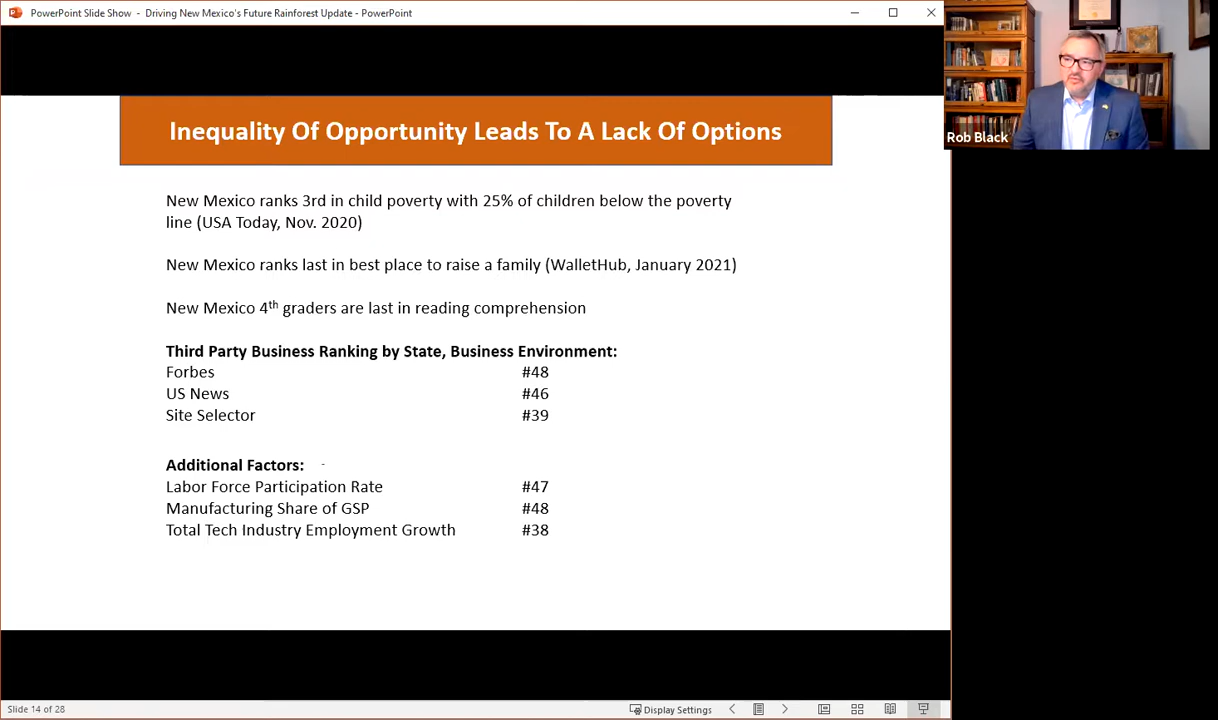 PowerPoint Slide Show - Driving New Mexico's Future Rainforest Update - PowerPoint
Rob Black
Inequality Of Opportunity Leads To A Lack Of Options
New Mexico ranks 3rd in child poverty with 25% of children below the poverty
line (USA Today, Nov. 2020)
New Mexico ranks last in best place to raise a family (WalletHub, January 2021)
New Mexico 4th graders are last in reading comprehension
Third Party Business Ranking by State, Business Environment:
Forbes #48
US News #46
Site Selector #39
Additional Factors:
Labor Force Participation Rate #47
Manufacturing Share of GSP #48
Total Tech Industry Employment Growth #38
Slide 14 of 28
Display Settings